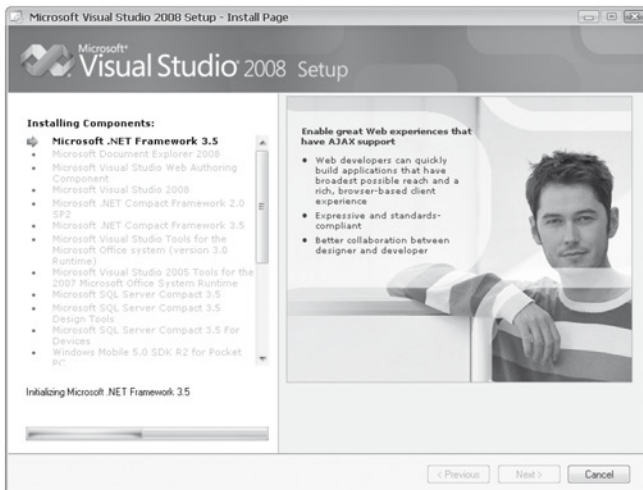 Microsoft Visual Studio 2008 Setup - Install Page
Microsoft®
Visual Studio 2008 Setup
Installing Components:
Microsoft .NET Framework 3.5
Microsoft Document Explorer 2008
Microsoft Visual Studio Web Authoring
Component
Microsoft Visual Studio 2008
Microsoft .NET Compact Framework 2.0
SP2
Microsoft .NET Compact Framework 3.5
Microsoft Visual Studio Tools for the
Microsoft Office system (version 3.0
Runtime)
Microsoft Visual Studio 2005 Tools for the
2007 Microsoft Office System Runtime
Microsoft SQL Server Compact 3.5
Microsoft SQL Server Compact 3.5
Design Tools
Microsoft SQL Server Compact 3.5 For
Devices
Windows Mobile 5.0 SDK R2 for Pocket
PC
Initializing Microsoft .NET Framework 3.5
Enable great Web experiences that
have AJAX support
• Web developers can quickly
build applications that have
broadest possible reach and a
rich, browser-based client
experience
• Expressive and standards-
compliant
• Better collaboration between
designer and developer
< Previous
Next >
Cancel